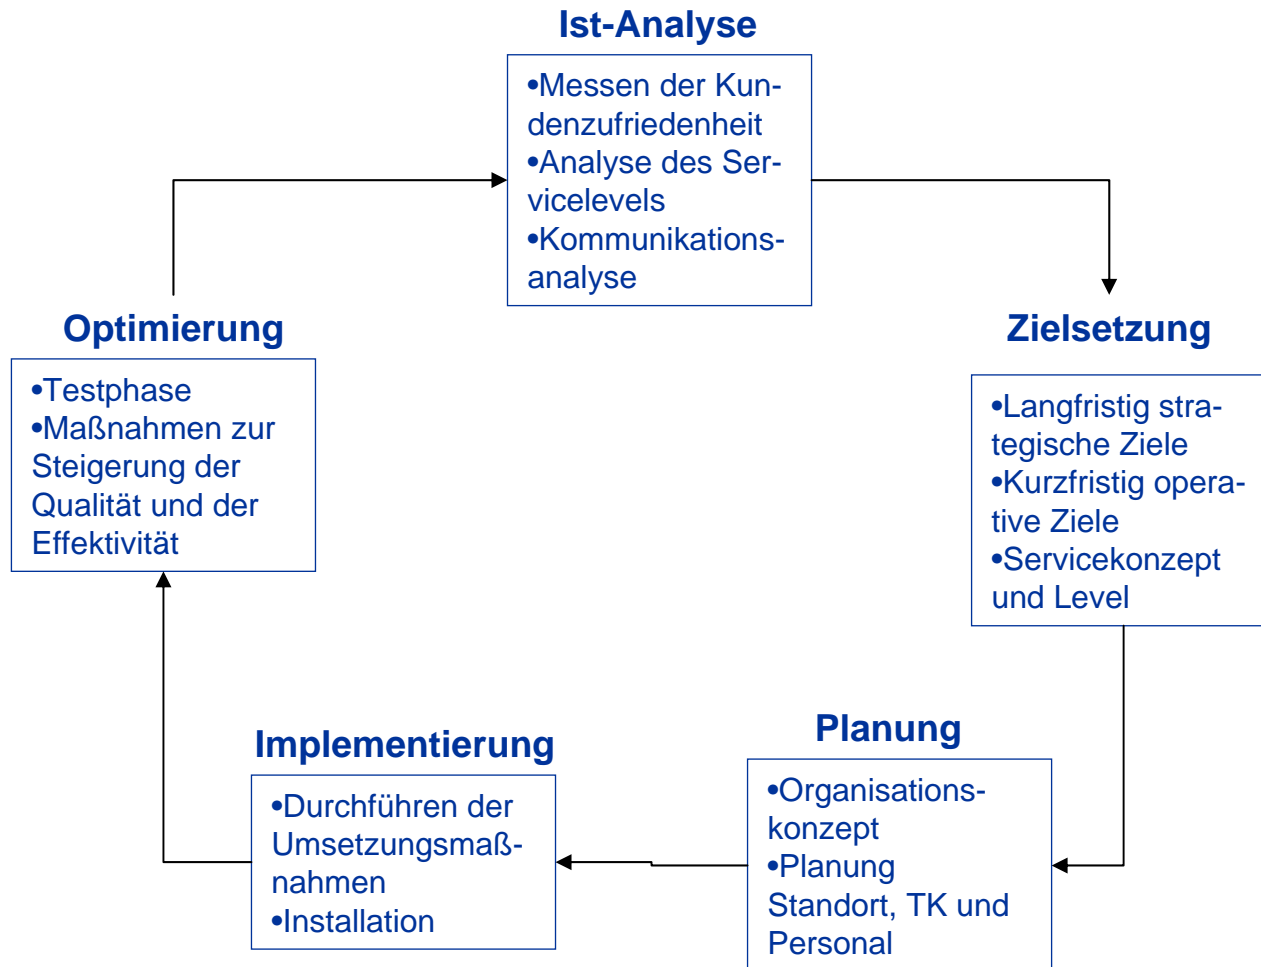 Ist-Analyse
•Messen der Kun-
denzufriedenheit
•Analyse des Ser-
vicelevels
•Kommunikations-
analyse
Zielsetzung
•Langfristig stra-
tegische Ziele
•Kurzfristig opera-
tive Ziele
•Servicekonzept
und Level
Planung
•Organisations-
konzept
•Planung
Standort, TK und
Personal
Implementierung
•Durchführen der
Umsetzungsmaß-
nahmen
•Installation
Optimierung
•Testphase
•Maßnahmen zur
Steigerung der
Qualität und der
Effektivität